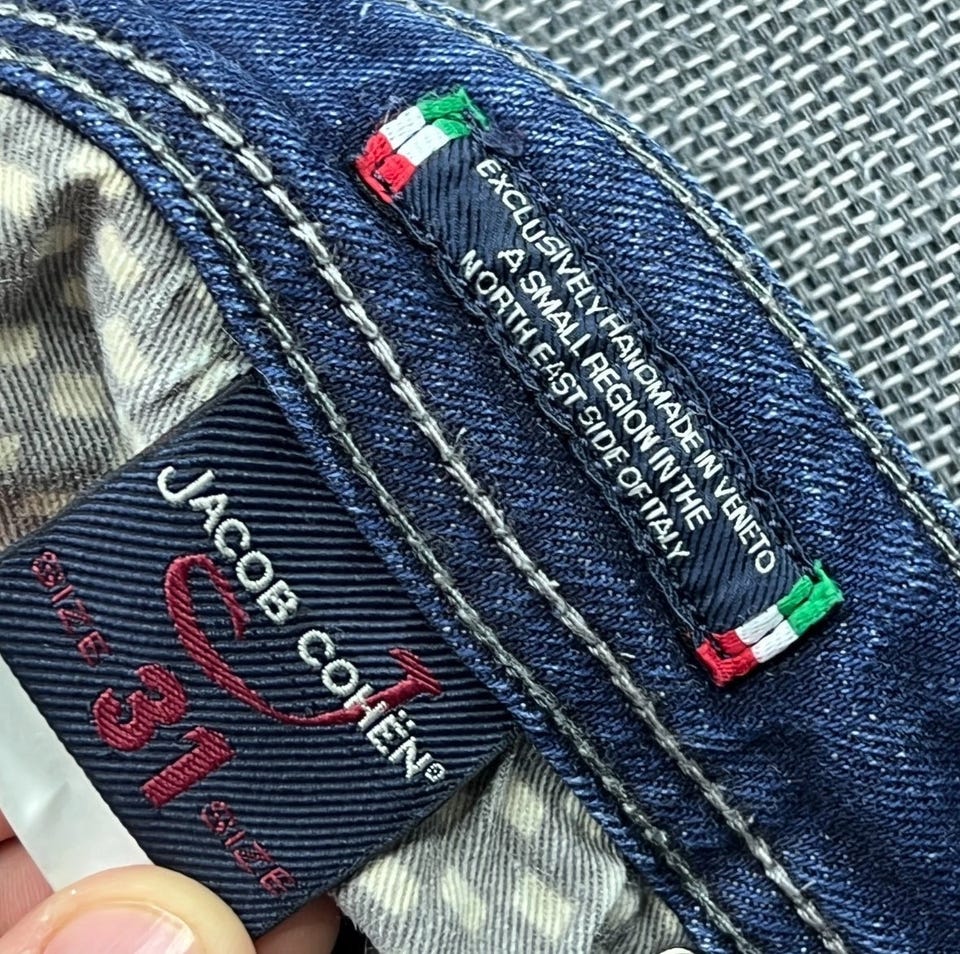 EXCLUSIVELY HANDMADE IN VENETO
A SMALL REGION IN THE
NORTH EAST SIDE OF ITALY
JACOB COHËN
J
SIZE 31 SIZE